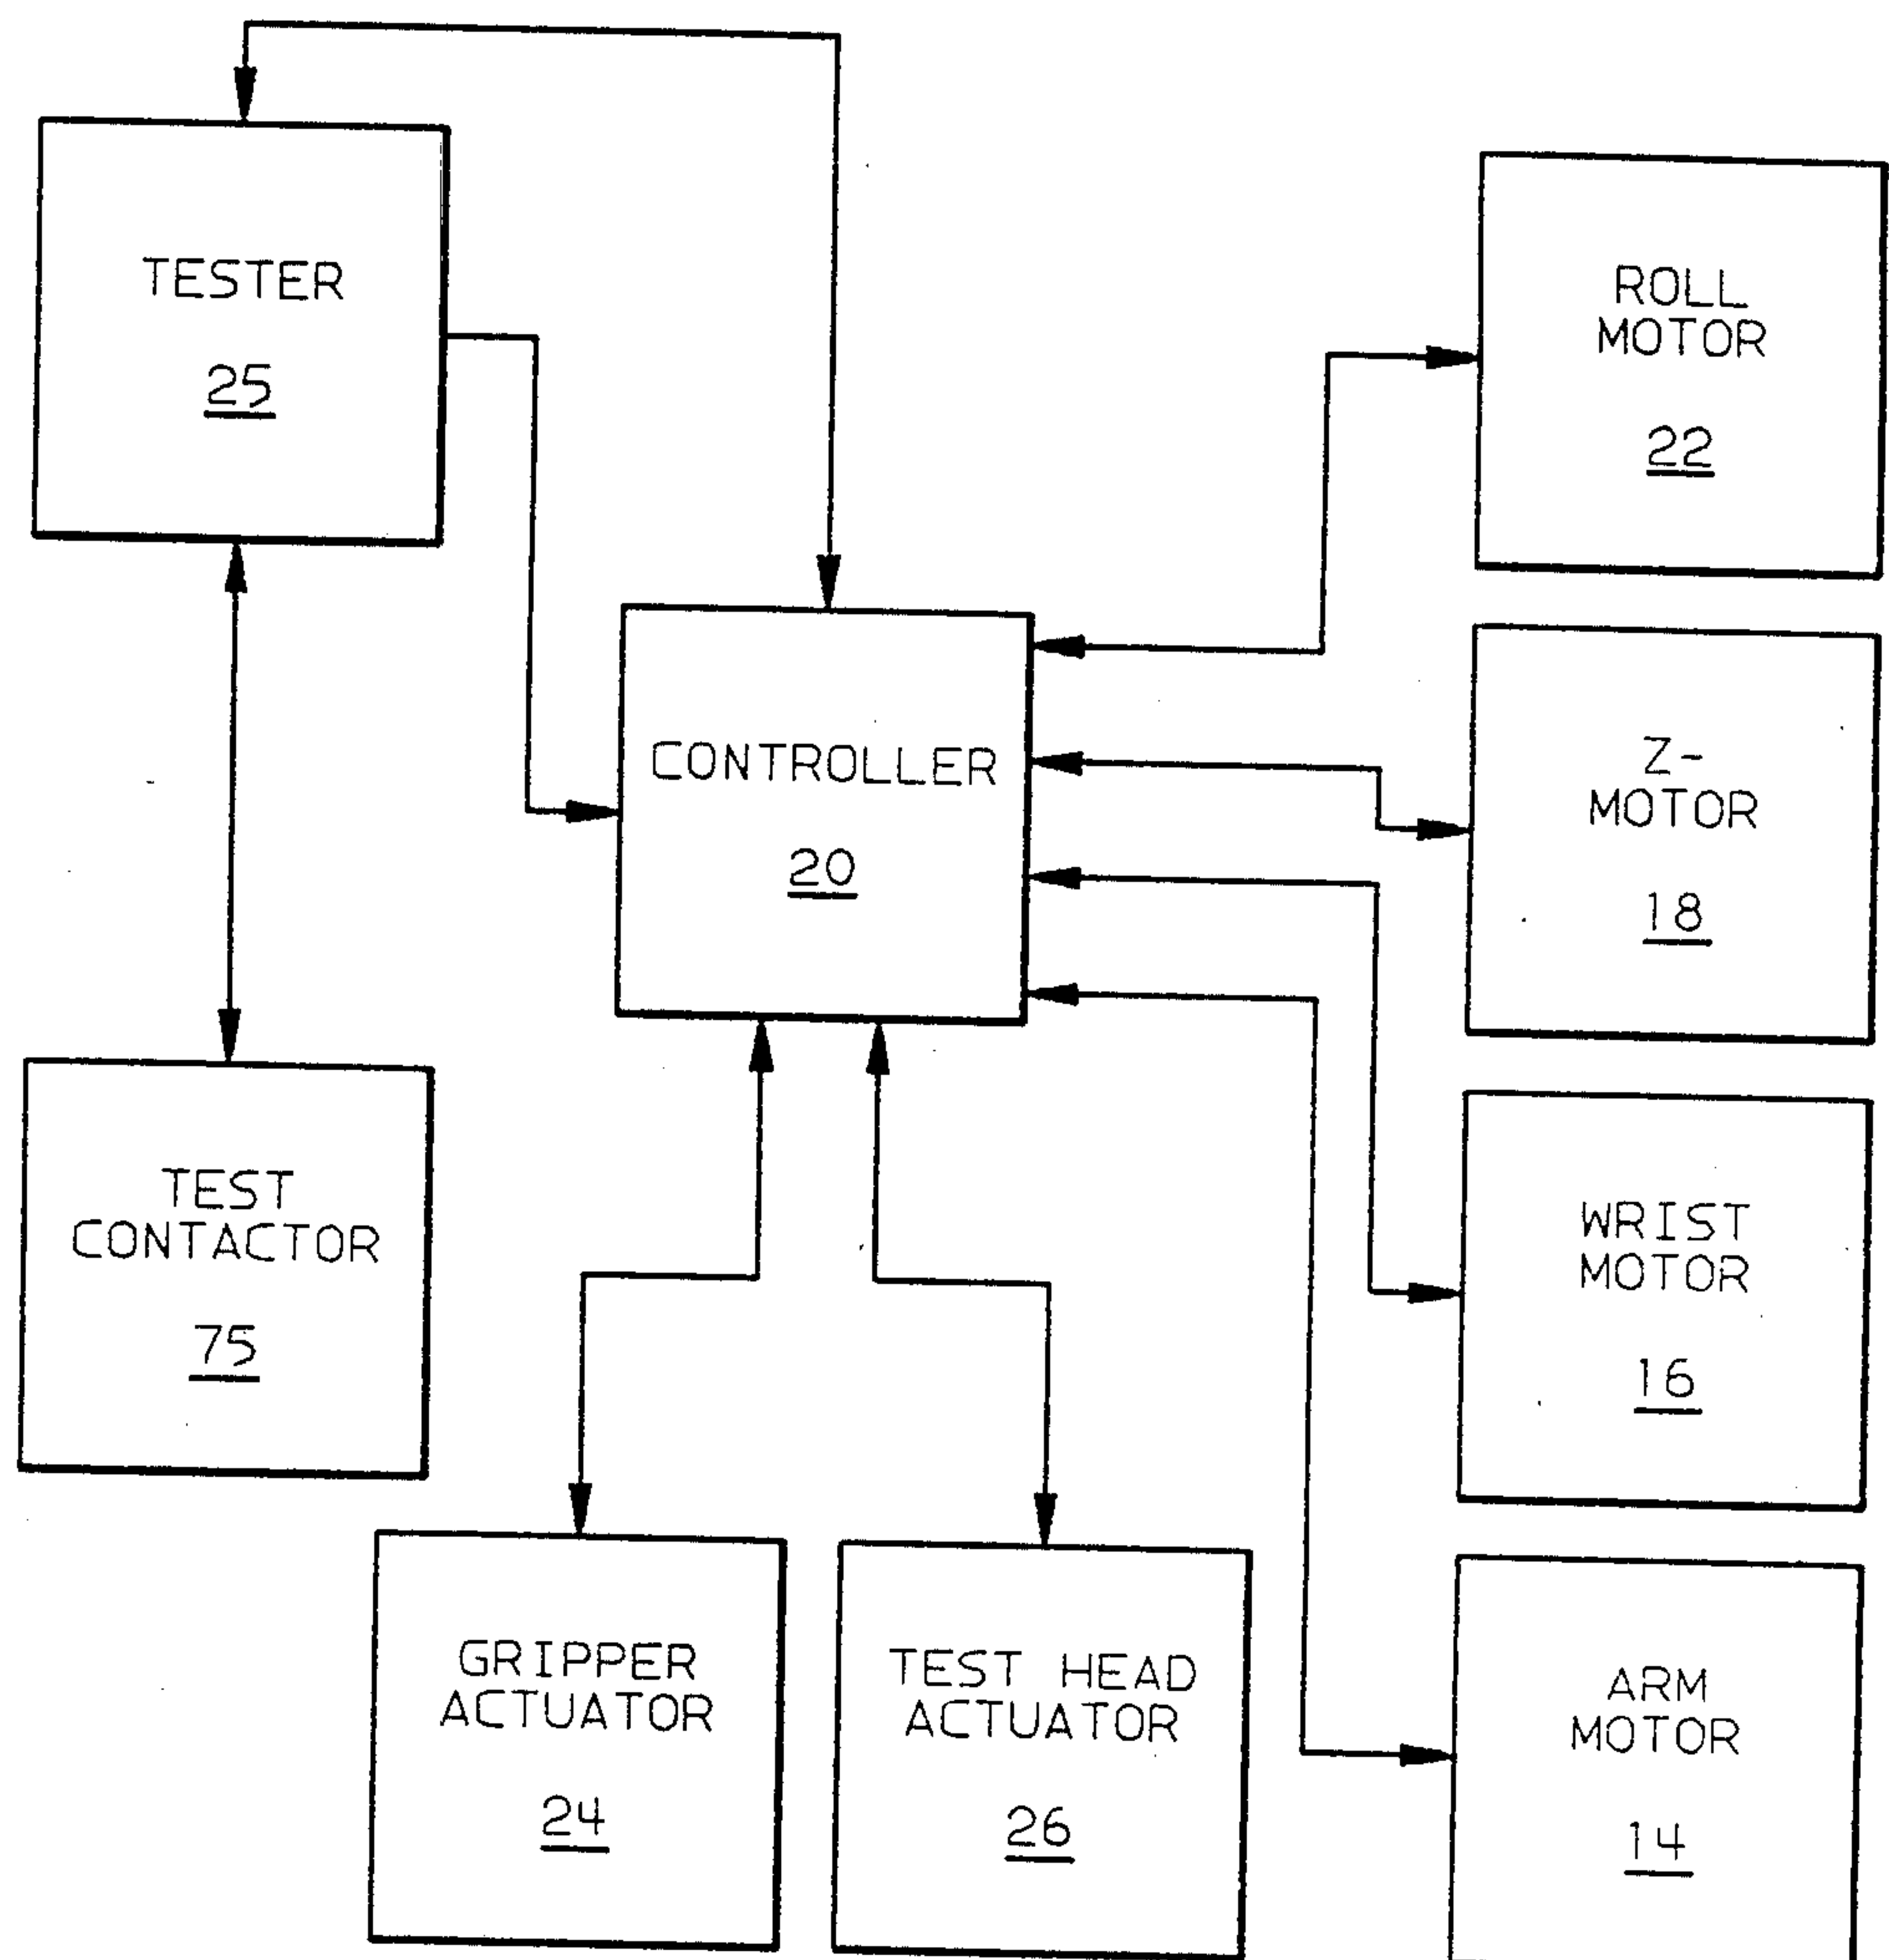 TESTER
25
ROLL
MOTOR
22
CONTROLLER
20
Z-
MOTOR
18
TEST
CONTACTOR
75
WRIST
MOTOR
16
GRIPPER
ACTUATOR
24
TEST HEAD
ACTUATOR
26
ARM
MOTOR
14